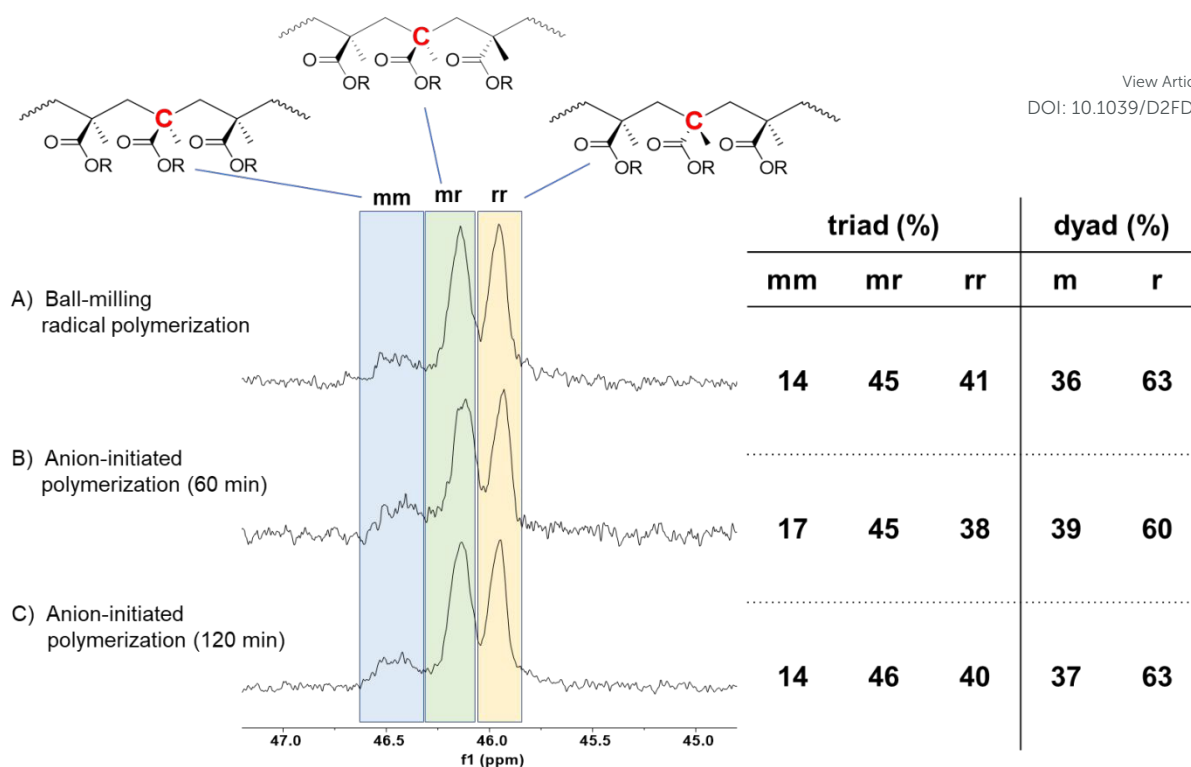 C
O
OR
O
OR
O
OR
View Artic
DOI: 10.1039/D2FD
C
O
OR
O
OR
O
OR
C
O
OR
O
OR
O
OR
mm mr rr
triad (%) dyad (%)
mm mr rr m r
A) Ball-milling
radical polymerization
14 45 41 36 63
B) Anion-initiated
polymerization (60 min)
17 45 38 39 60
C) Anion-initiated
polymerization (120 min)
14 46 40 37 63
47.0 46.5 46.0 45.5 45.0
f1 (ppm)